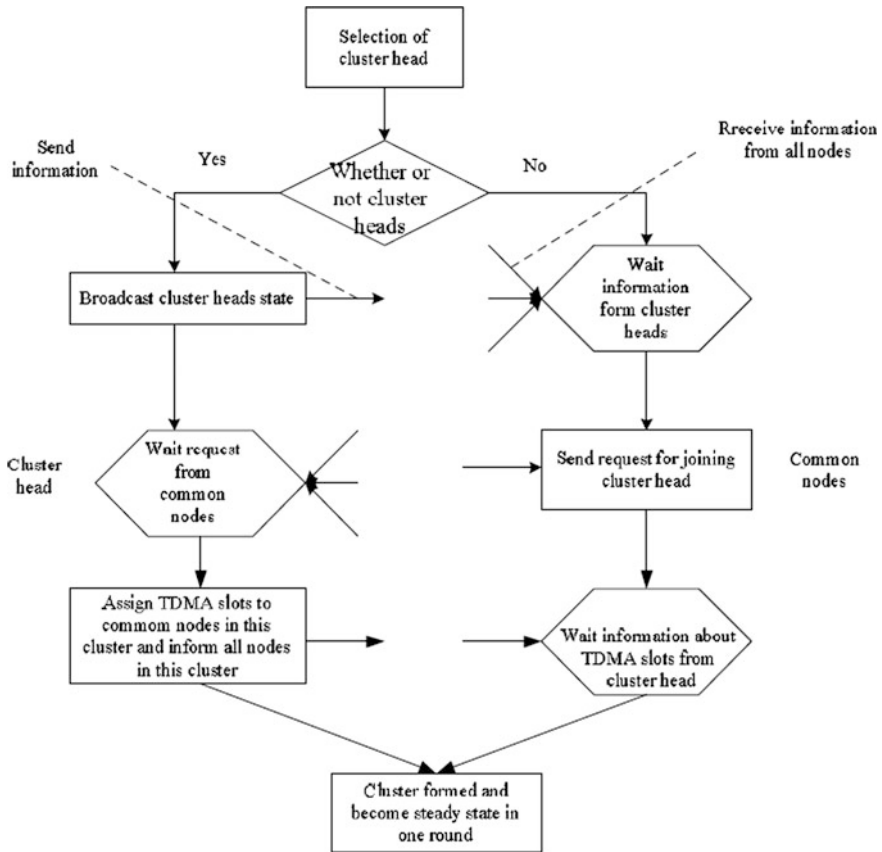 Selection of
cluster head
Send
information
Yes
Whether or
not cluster
heads
No
Rreceive information
from all nodes
Broadcast cluster heads state
Wait
information
form cluster
heads
Cluster
head
Wait request
from
common
nodes
Send request for joining
cluster head
Common
nodes
Assign TDMA slots to
commom nodes in this
cluster and inform all nodes
in this cluster
Wait information about
TDMA slots from
cluster head
Cluster formed and
become steady state in
one round